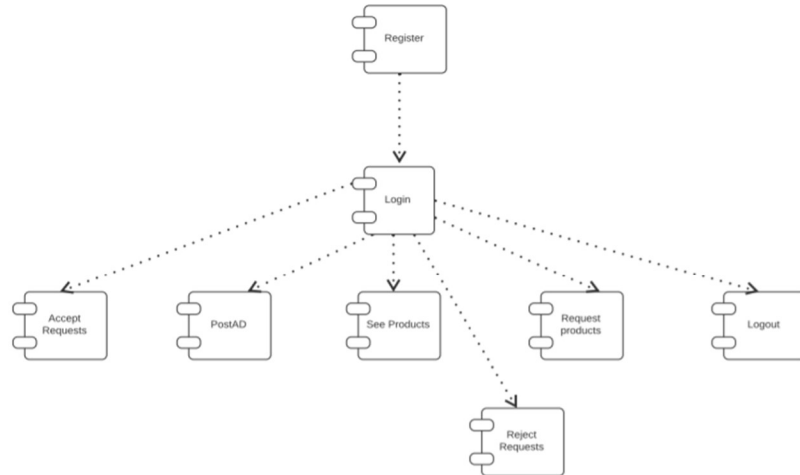 Register
Login
Accept
Requests
PostAD
See Products
Request
products
Logout
Reject
Requests